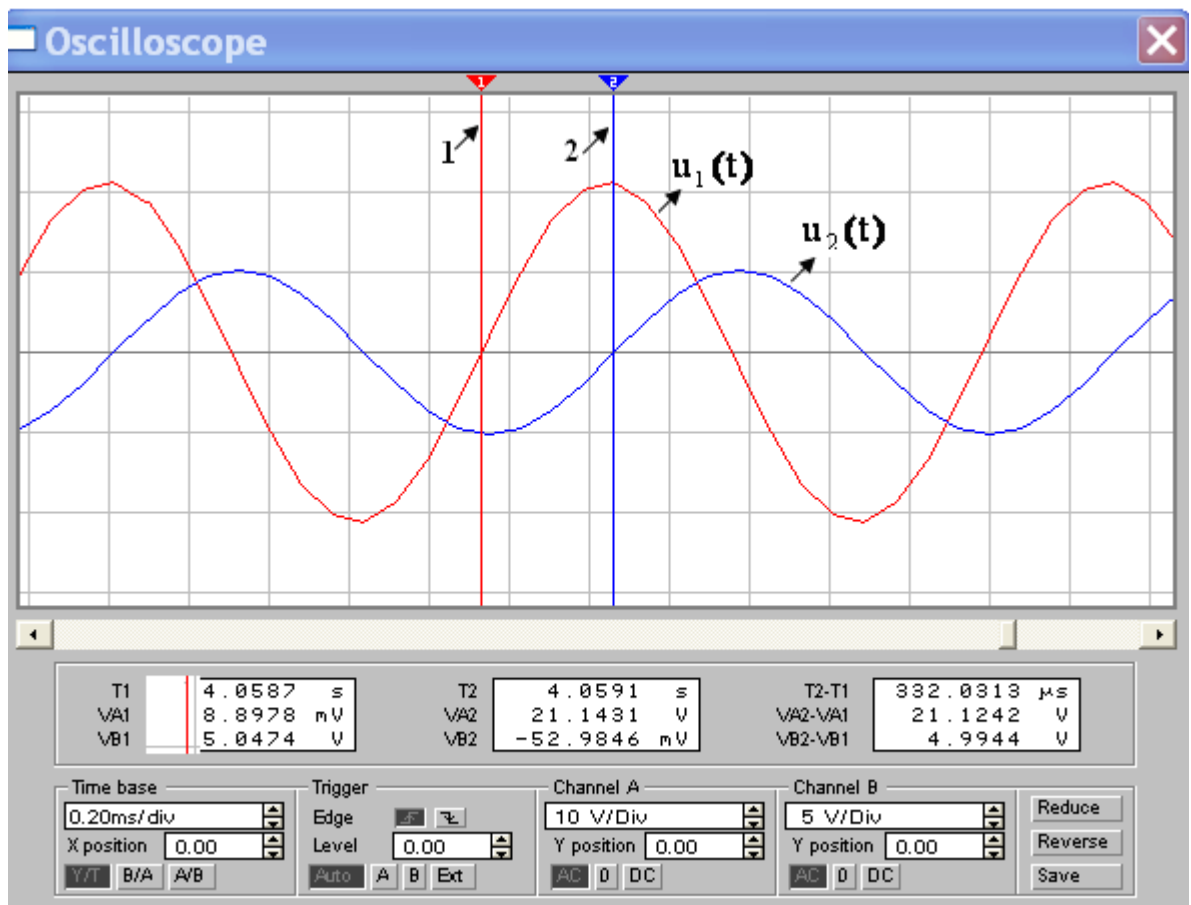 Oscilloscope
1 2
1 2 u₁(t)
u₂(t)
T1 4.0587 s T2 4.0591 s T2-T1 332.0313 µs
VA1 8.8978 mV VA2 21.1431 V VA2-VA1 21.1242 V
VB1 5.0474 V VB2 -52.9846 mV VB2-VB1 4.9944 V
Time base Trigger Channel A Channel B
0.20ms/div Edge 10 V/Div 5 V/Div Reduce
X position 0.00 Level 0.00 Y position 0.00 Y position 0.00 Reverse
Y/T B/A A/B Auto A B Ext AC 0 DC AC 0 DC Save